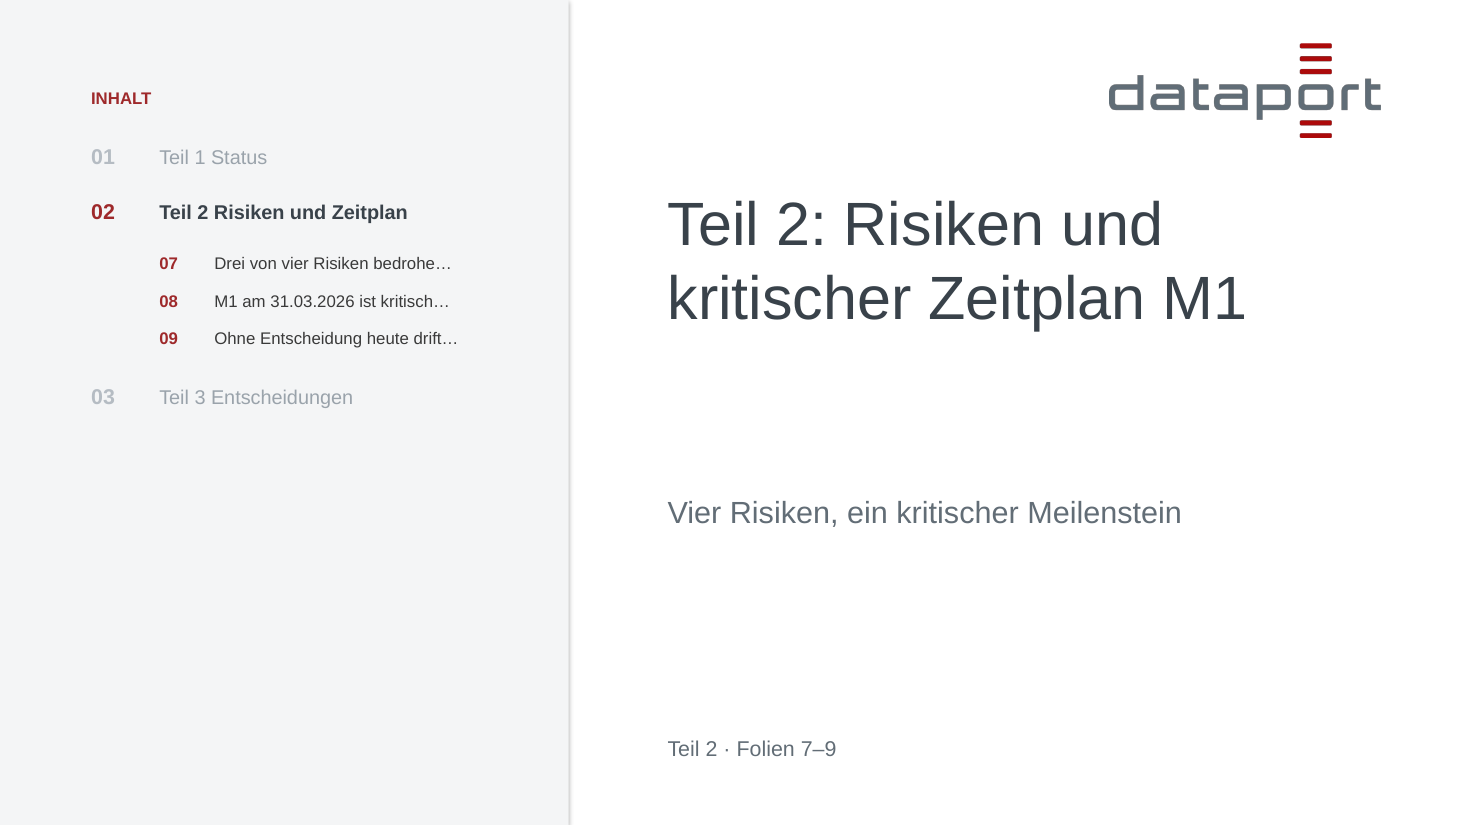 INHALT
01 Teil 1 Status
02 Teil 2 Risiken und Zeitplan
07 Drei von vier Risiken bedrohe…
08 M1 am 31.03.2026 ist kritisch…
09 Ohne Entscheidung heute drift…
03 Teil 3 Entscheidungen
dataport
Teil 2: Risiken und
kritischer Zeitplan M1
Vier Risiken, ein kritischer Meilenstein
Teil 2 · Folien 7–9